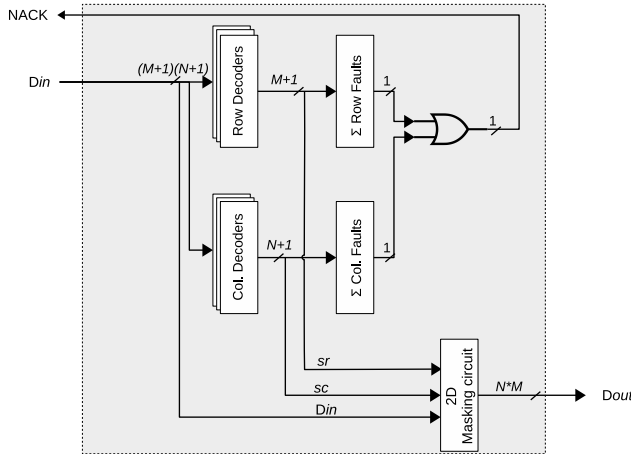 NACK
Din
(M+1)(N+1)
Row Decoders
M+1
Σ Row Faults
1
1
Col. Decoders
N+1
Σ Col. Faults
1
sr
sc
Din
2D
Masking circuit
N*M
Dout